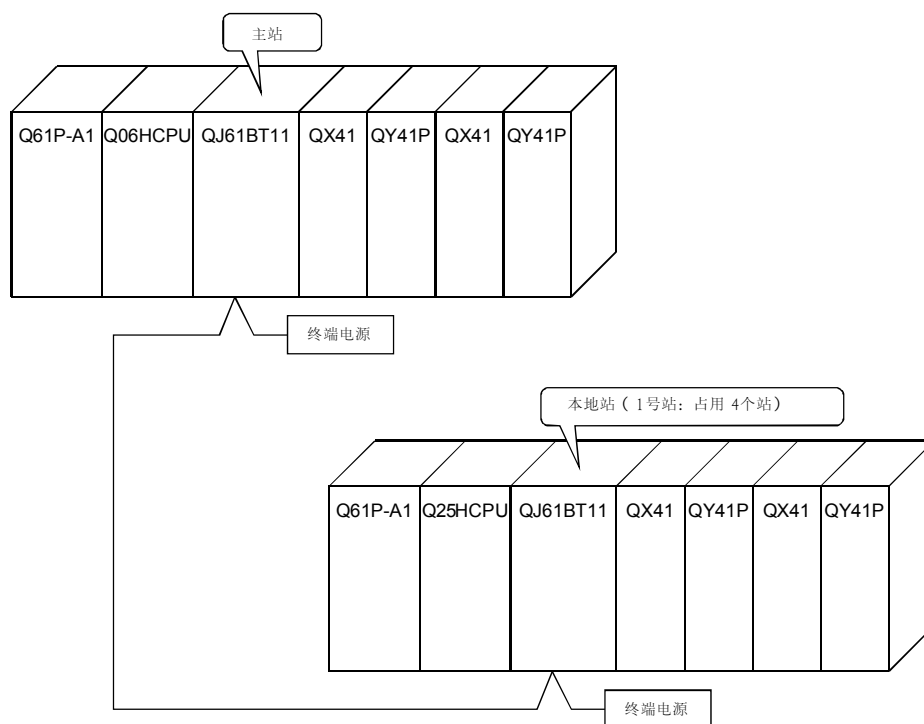 主站
Q61P-A1 Q06HCPU QJ61BT11 QX41 QY41P QX41 QY41P
终端电源
本地站（ 1号站：占用 4个站）
Q61P-A1 Q25HCPU QJ61BT11 QX41 QY41P QX41 QY41P
终端电源